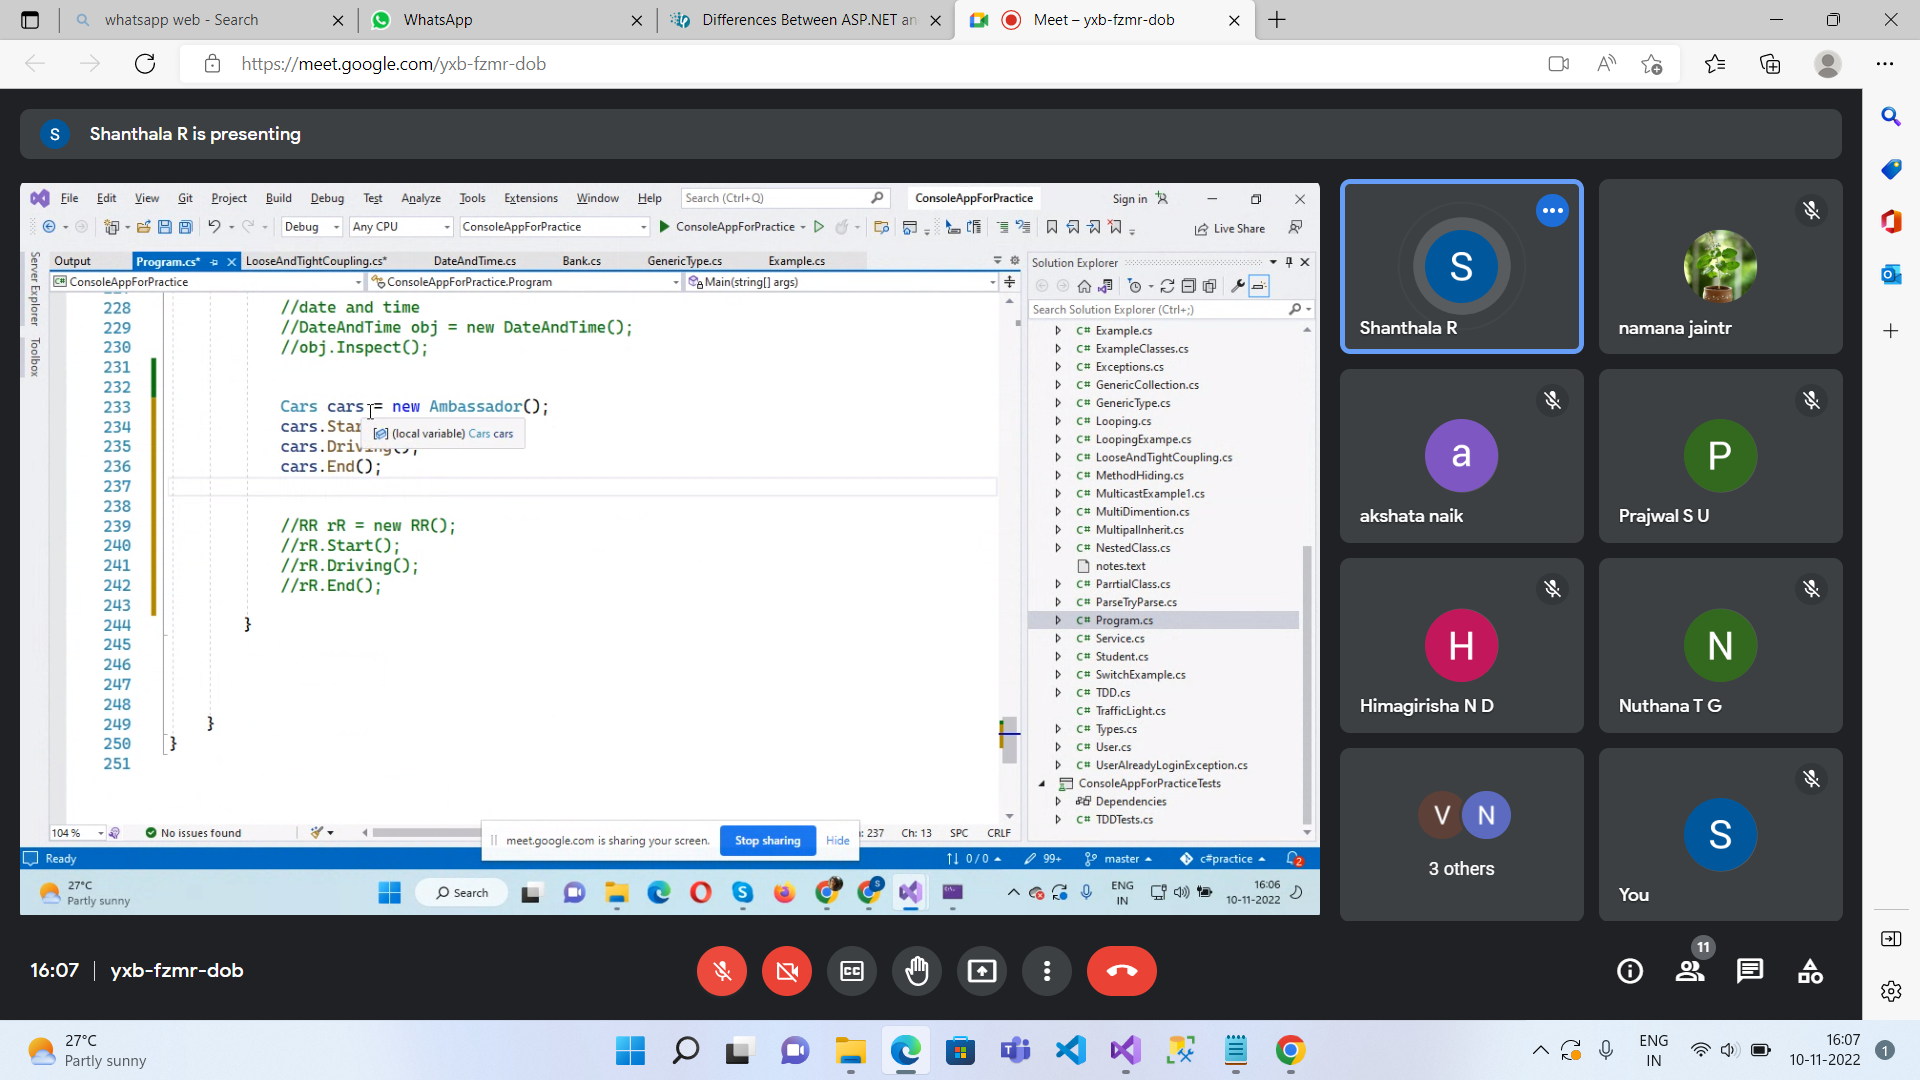 whatsapp web - Search
WhatsApp
Differences Between ASP.NET an
Meet – yxb-fzmr-dob
https://meet.google.com/yxb-fzmr-dob
S
Shanthala R is presenting
File Edit View Git Project Build Debug Test Analyze Tools Extensions Window Help Search (Ctrl+Q) ConsoleAppForPractice Sign in
Debug Any CPU ConsoleAppForPractice ConsoleAppForPractice Live Share
Server Explorer
Toolbox
Output Program.cs* LooseAndTightCoupling.cs* DateAndTime.cs Bank.cs GenericType.cs Example.cs
ConsoleAppForPractice ConsoleAppForPractice.Program Main(string[] args)
228 //date and time
229 //DateAndTime obj = new DateAndTime();
230 //obj.Inspect();
231
232
233 Cars cars = new Ambassador();
234 cars.Star
(local variable) Cars cars
235 cars.Driving();
236 cars.End();
237
238
239 //RR rR = new RR();
240 //rR.Start();
241 //rR.Driving();
242 //rR.End();
243
244 }
245
246
247
248
249 }
250 }
251
104 % No issues found : 237 Ch: 13 SPC CRLF
meet.google.com is sharing your screen. Stop sharing Hide
Solution Explorer
Search Solution Explorer (Ctrl+;)
C# Example.cs
C# ExampleClasses.cs
C# Exceptions.cs
C# GenericCollection.cs
C# GenericType.cs
C# Looping.cs
C# LoopingExampe.cs
C# LooseAndTightCoupling.cs
C# MethodHiding.cs
C# MulticastExample1.cs
C# MultiDimention.cs
C# MultipalInherit.cs
C# NestedClass.cs
notes.text
C# ParrtialClass.cs
C# ParseTryParse.cs
C# Program.cs
C# Service.cs
C# Student.cs
C# SwitchExample.cs
C# TDD.cs
C# TrafficLight.cs
C# Types.cs
C# User.cs
C# UserAlreadyLoginException.cs
ConsoleAppForPracticeTests
Dependencies
C# TDDTests.cs
Ready 0 / 0 99+ master c#practice 2
27°C
Partly sunny
Search
ENG
IN
16:06
10-11-2022
S
Shanthala R
namana jaintr
a
akshata naik
P
Prajwal S U
H
Himagirisha N D
N
Nuthana T G
V N
3 others
S
You
16:07 | yxb-fzmr-dob
CC
11
27°C
Partly sunny
ENG
IN
16:07
10-11-2022
1